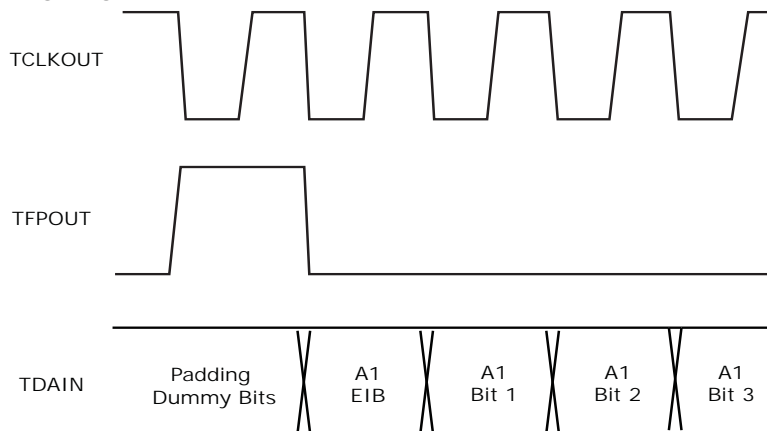 TCLKOUT
TFPOUT
TDAIN
Padding
Dummy Bits
A1
EIB
A1
Bit 1
A1
Bit 2
A1
Bit 3